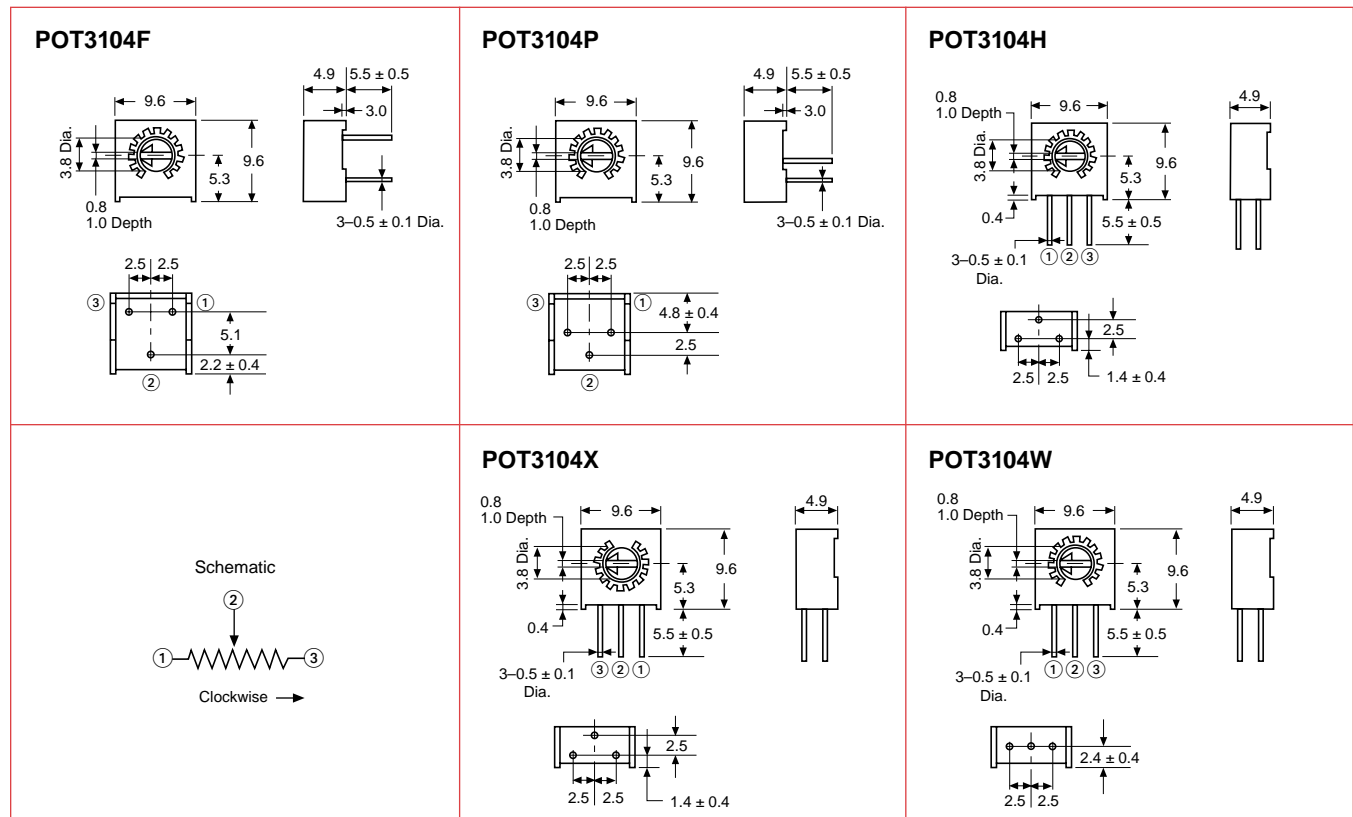 POT3104F
4.9 5.5 ± 0.5
3.0
9.6
3.8 Dia.
9.6
5.3
0.8
1.0 Depth
3–0.5 ± 0.1 Dia.
2.5 2.5
③ ①
5.1
2.2 ± 0.4
②
POT3104P
4.9 5.5 ± 0.5
3.0
9.6
3.8 Dia.
9.6
5.3
0.8
1.0 Depth
3–0.5 ± 0.1 Dia.
2.5 2.5
③ ①
4.8 ± 0.4
2.5
②
POT3104H
0.8
1.0 Depth
9.6
4.9
3.8 Dia.
9.6
5.3
0.4
5.5 ± 0.5
3–0.5 ± 0.1
Dia.
① ② ③
2.5
2.5 2.5
1.4 ± 0.4
Schematic
②
① ③
Clockwise
POT3104X
0.8
1.0 Depth
9.6
4.9
3.8 Dia.
9.6
5.3
0.4
5.5 ± 0.5
3–0.5 ± 0.1
Dia.
③ ② ①
2.5
2.5 2.5
1.4 ± 0.4
POT3104W
0.8
1.0 Depth
9.6
4.9
3.8 Dia.
9.6
5.3
0.4
5.5 ± 0.5
3–0.5 ± 0.1
Dia.
① ② ③
2.4 ± 0.4
2.5 2.5